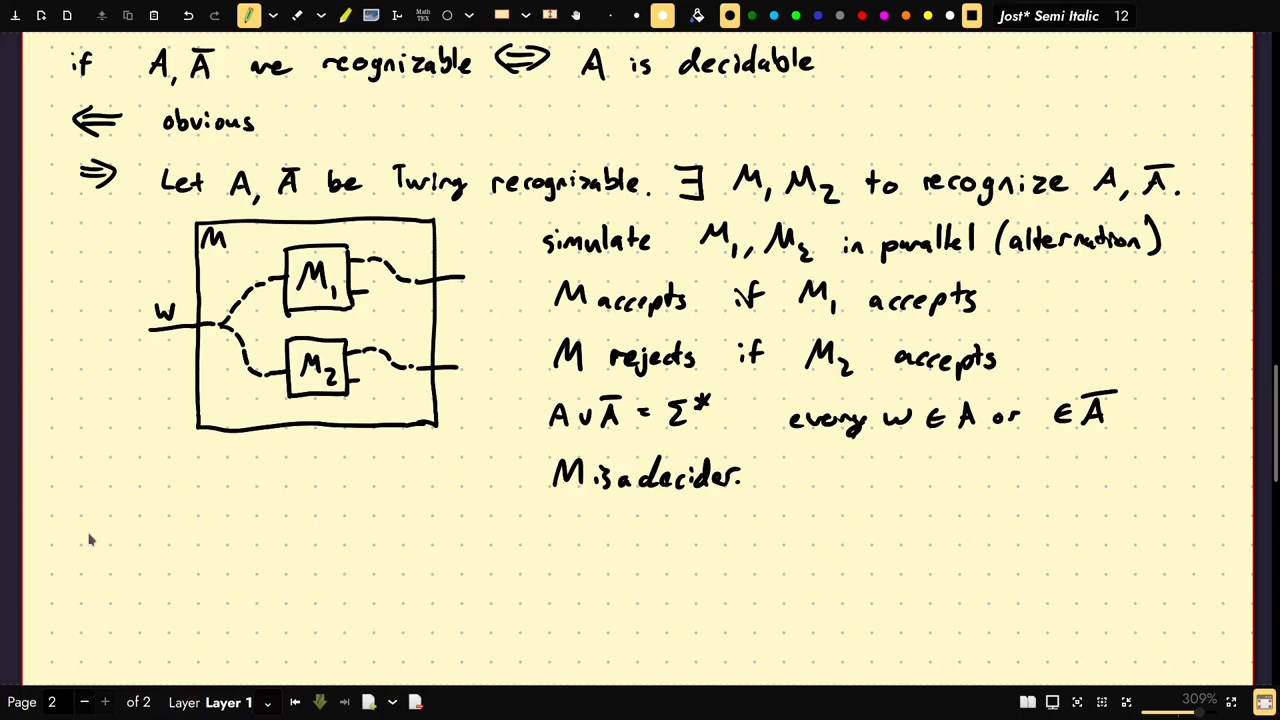 Jost* Semi Italic 12
if A, Ā are recognizable ⟺ A is decidable
⟸ obvious
⟹ Let A, Ā be Turing recognizable. ∃ M₁ M₂ to recognize A, Ā.
M
w
M₁
M₂
simulate M₁, M₂ in parallel (alternation)
M accepts if M₁ accepts
M rejects if M₂ accepts
A ∪ Ā = Σ* every w ∈ A or ∈ Ā
M is a decider.
Page 2 of 2 Layer Layer 1 309%